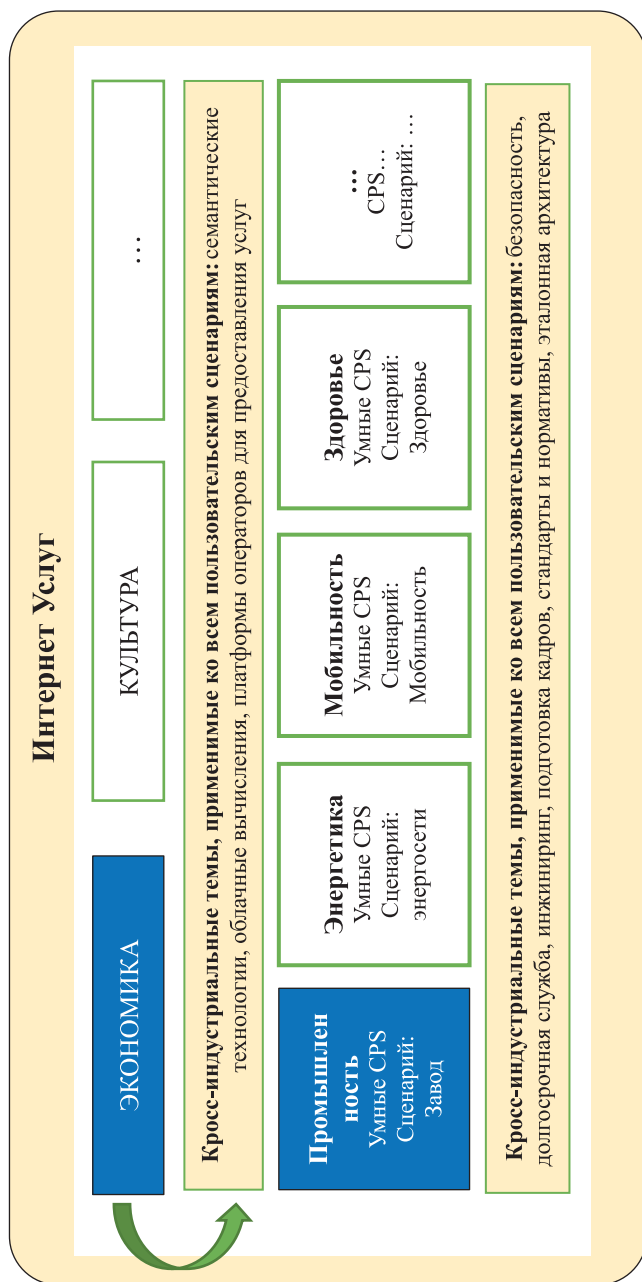 Интернет Услуг
ЭКОНОМИКА
КУЛЬТУРА
…
Кросс-индустриальные темы, применимые ко всем пользовательским сценариям: семантические
технологии, облачные вычисления, платформы операторов для предоставления услуг
Промышлен
ность
Умные CPS
Сценарий:
Завод
Энергетика
Умные CPS
Сценарий:
энергосети
Мобильность
Умные CPS
Сценарий:
Мобильность
Здоровье
Умные CPS
Сценарий:
Здоровье
…
CPS…
Сценарий: …
Кросс-индустриальные темы, применимые ко всем пользовательским сценариям: безопасность,
долгосрочная служба, инжиниринг, подготовка кадров, стандарты и нормативы, эталонная архитектура